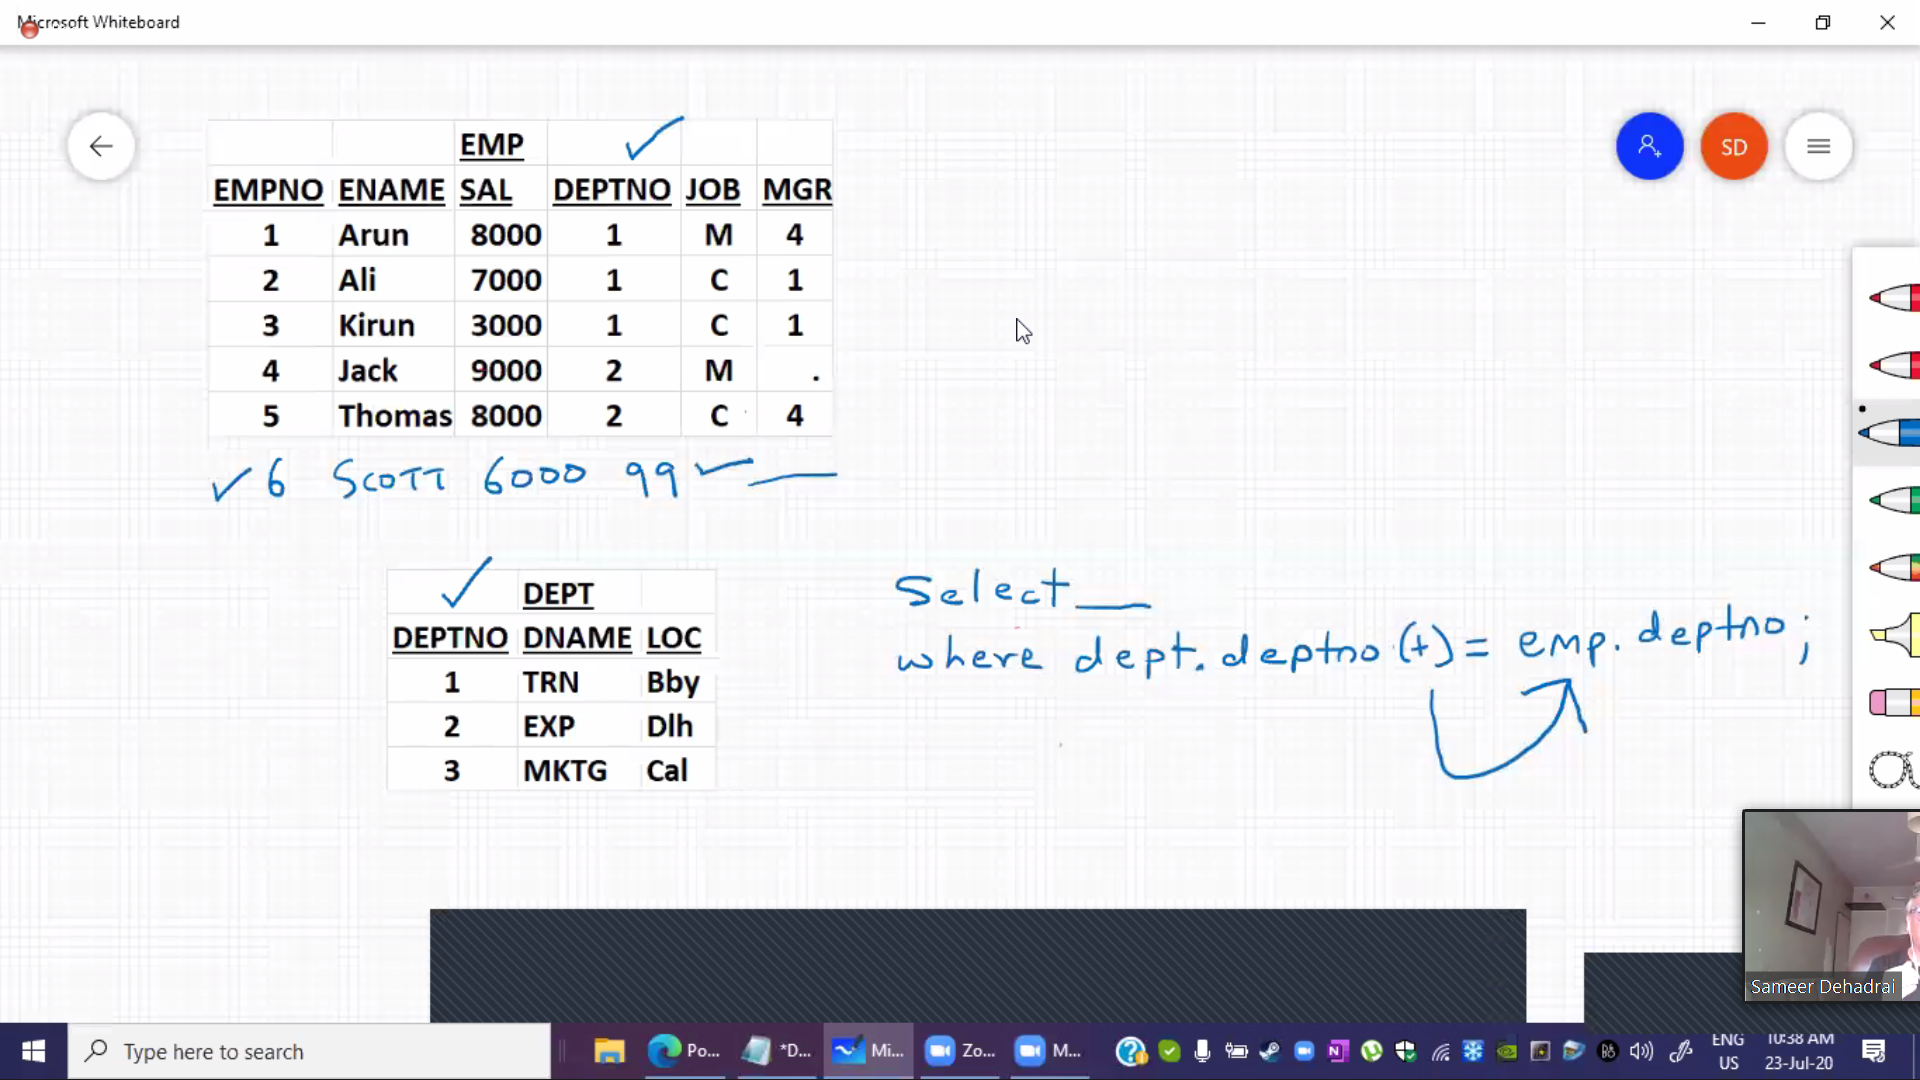 Microsoft Whiteboard
SD
EMP
EMPNO ENAME SAL DEPTNO JOB MGR
1 Arun 8000 1 M 4
2 Ali 7000 1 C 1
3 Kirun 3000 1 C 1
4 Jack 9000 2 M .
5 Thomas 8000 2 C 4
6 SCOTT 6000 99
DEPT
DEPTNO DNAME LOC
1 TRN Bby
2 EXP Dlh
3 MKTG Cal
Select
where dept.deptno(+) = emp.deptno;
Sameer Dehadrai
Type here to search
Po...
*D...
Mi...
Zo...
M...
ENG
US
10:38 AM
23-Jul-20